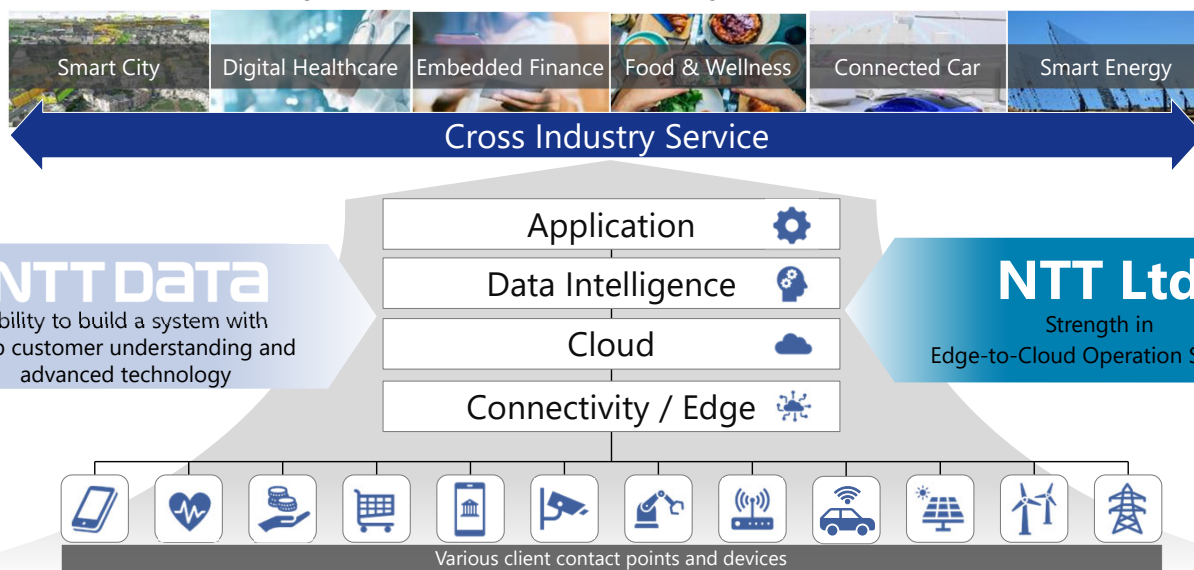 Smart City
Digital Healthcare
Embedded Finance
Food & Wellness
Connected Car
Smart Energy
Cross Industry Service
Application
Data Intelligence
Cloud
Connectivity / Edge
NTT DATA
bility to build a system with
customer understanding and
advanced technology
NTT Ltd
Strength in
Edge-to-Cloud Operation
Various client contact points and devices